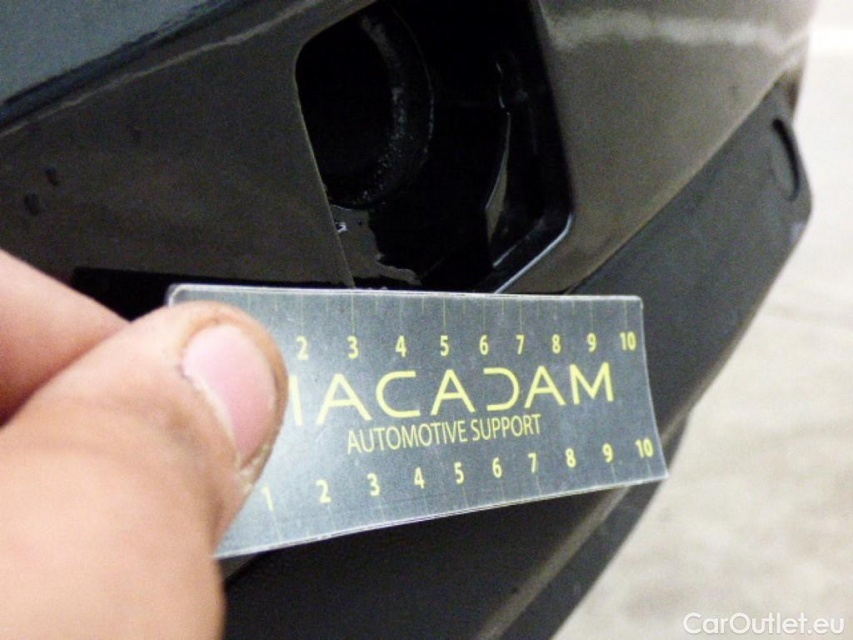 2 3 4 5 6 7 8 9 10
ACADAM
AUTOMOTIVE SUPPORT
1 2 3 4 5 6 7 8 9 10
CarOutlet.eu